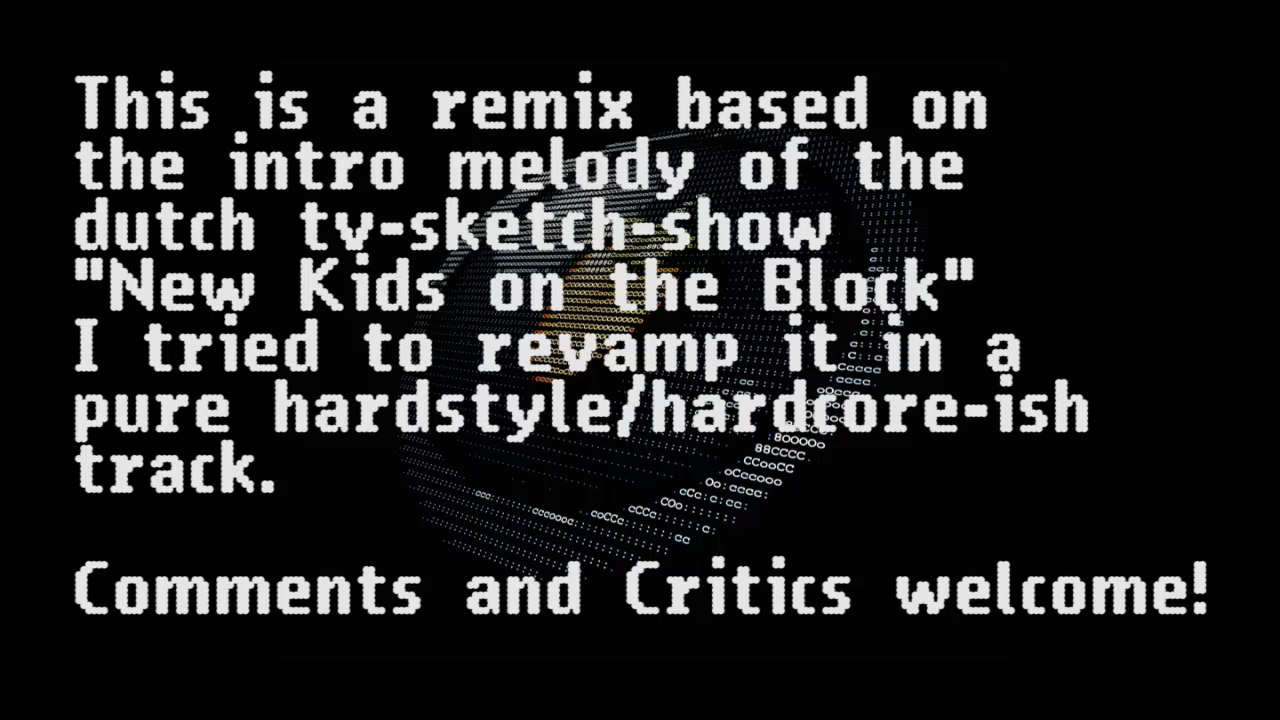 This is a remix based on
the intro melody of the
dutch tv-sketch-show
"New Kids on the Block"
I tried to revamp it in a
pure hardstyle/hardcore-ish
track.
Comments and Critics welcome!